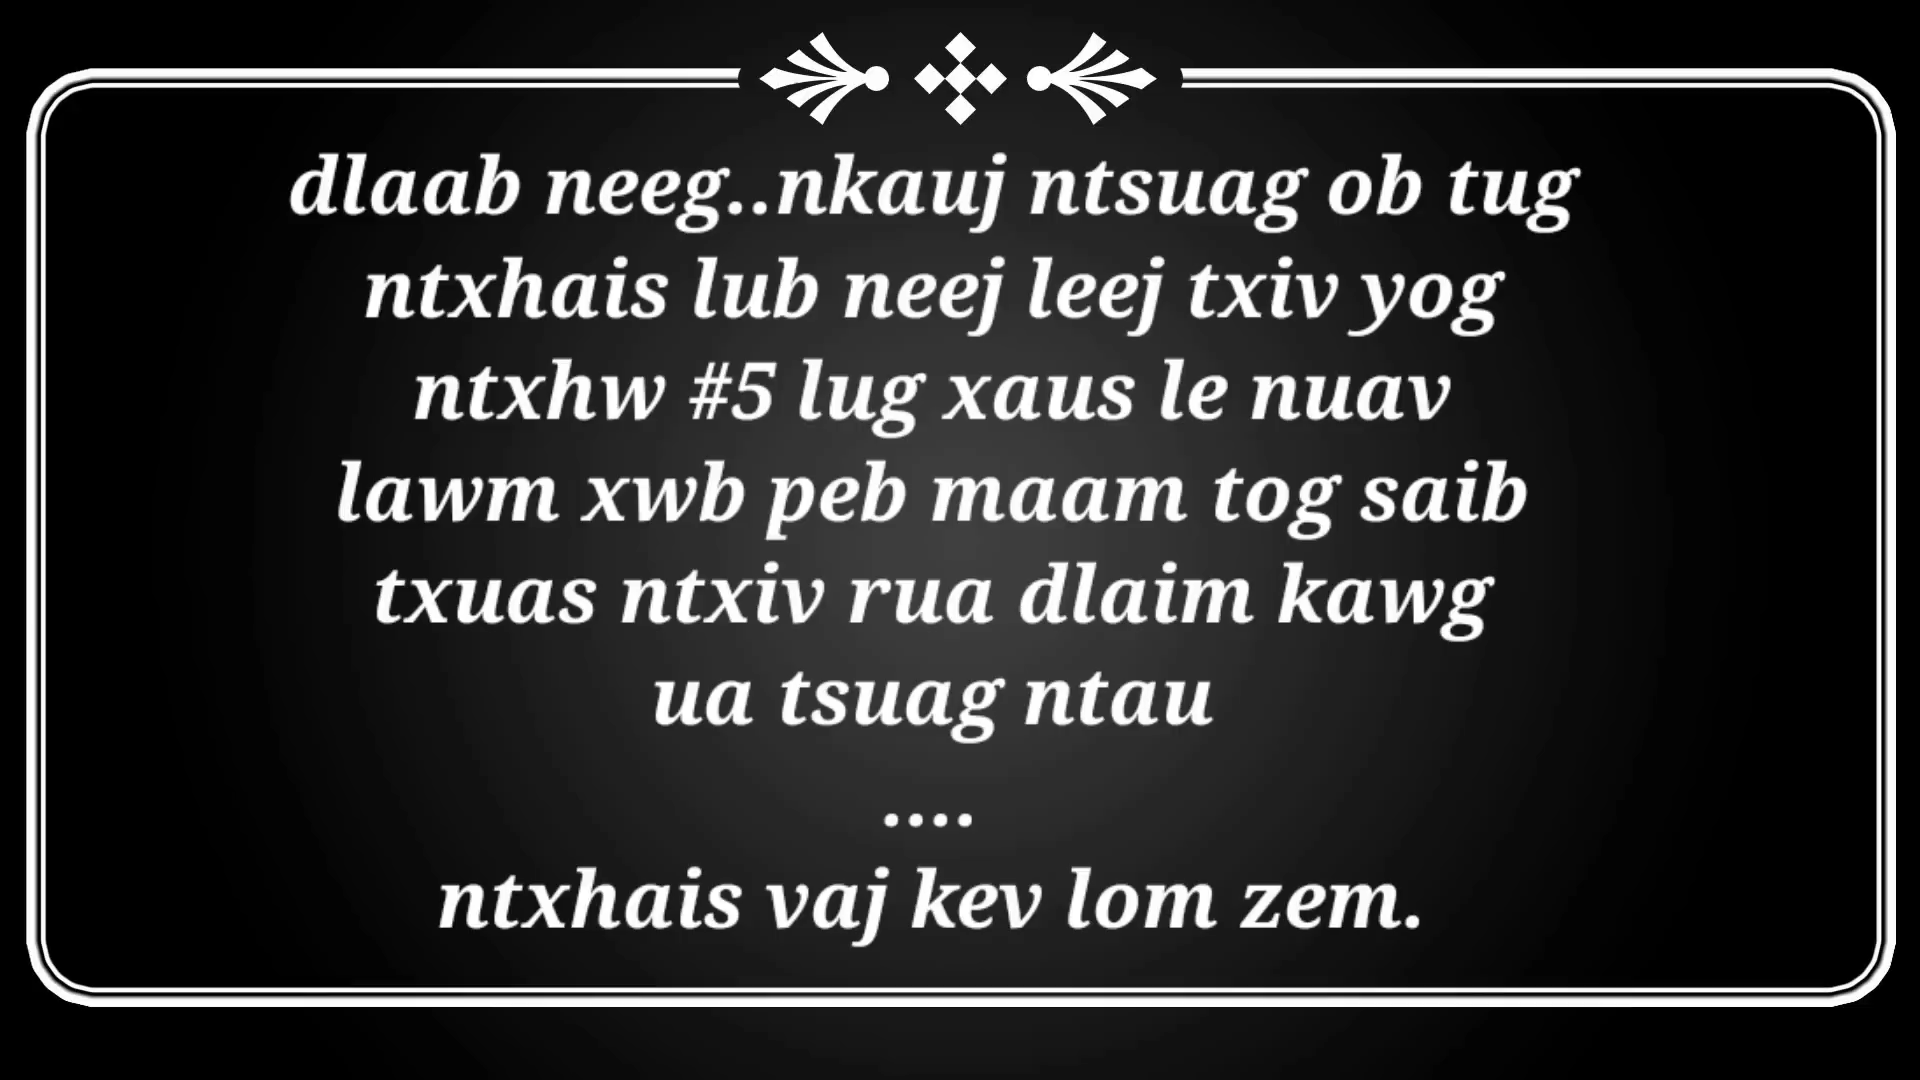 dlaab neeg..nkauj ntsuag ob tug
ntxhais lub neej leej txiv yog
ntxhw #5 lug xaus le nuav
lawm xwb peb maam tog saib
txuas ntxiv rua dlaim kawg
ua tsuag ntau
....
ntxhais vaj kev lom zem.